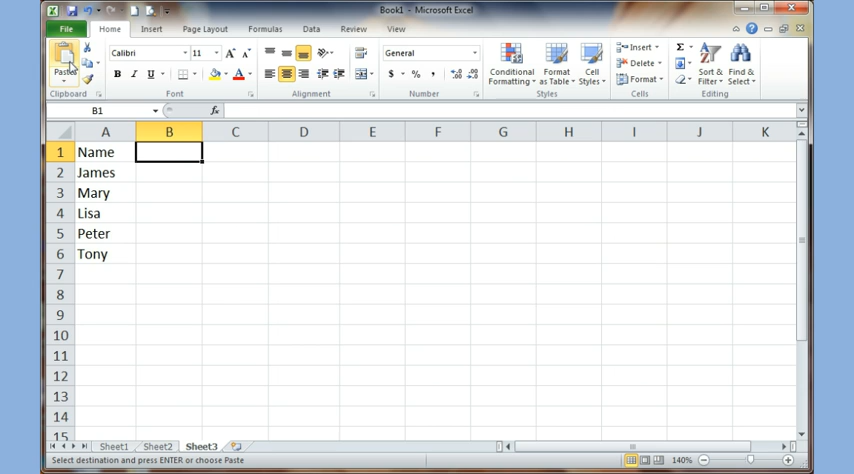 Book1 - Microsoft Excel
File Home Insert Page Layout Formulas Data Review View
Calibri 11 A A General
Paste
B I U A $ % , .00 .0
Conditional Formatting
Format as Table
Cell Styles
Insert
Delete
Format
Σ
Sort & Filter
Find & Select
Clipboard Font Alignment Number Styles Cells Editing
B1 fx
A B C D E F G H I J K
1 Name
2 James
3 Mary
4 Lisa
5 Peter
6 Tony
7
8
9
10
11
12
13
14
15
Sheet1 Sheet2 Sheet3
Select destination and press ENTER or choose Paste 140%